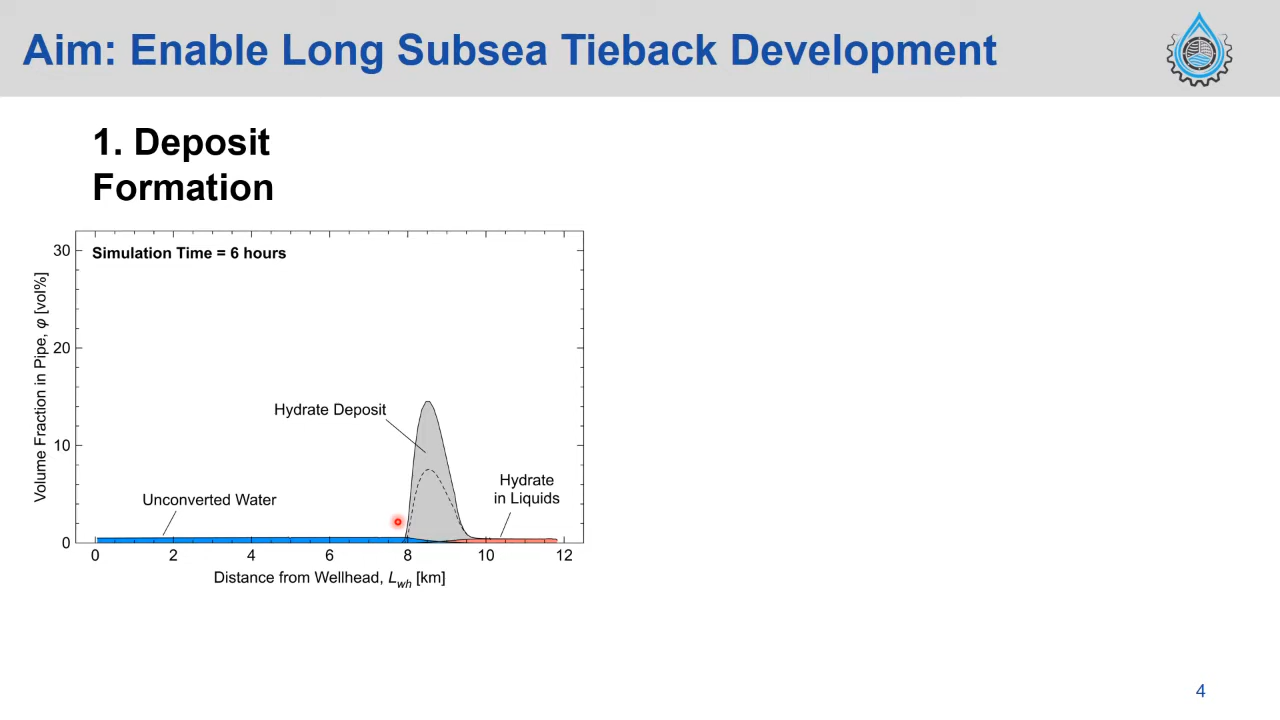 Aim: Enable Long Subsea Tieback Development
1. Deposit
Formation
Simulation Time = 6 hours
30
20
10
0
Volume Fraction in Pipe, φ [vol%]
Hydrate Deposit
Unconverted Water
Hydrate
in Liquids
0 2 4 6 8 10 12
Distance from Wellhead, Lwh [km]
4